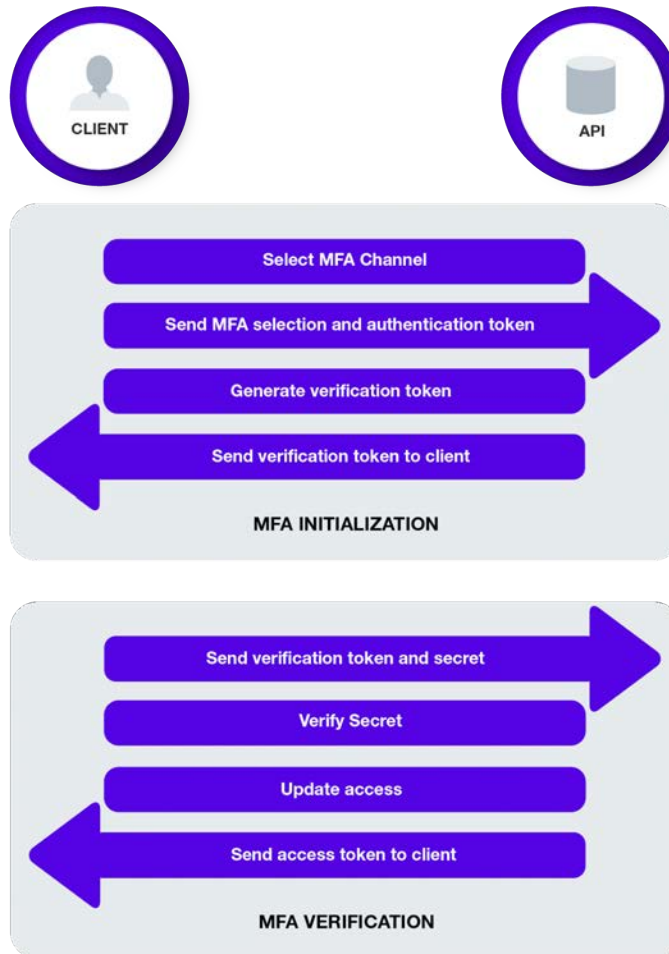 CLIENT
API
Select MFA Channel
Send MFA selection and authentication token
Generate verification token
Send verification token to client
MFA INITIALIZATION
Send verification token and secret
Verify Secret
Update access
Send access token to client
MFA VERIFICATION